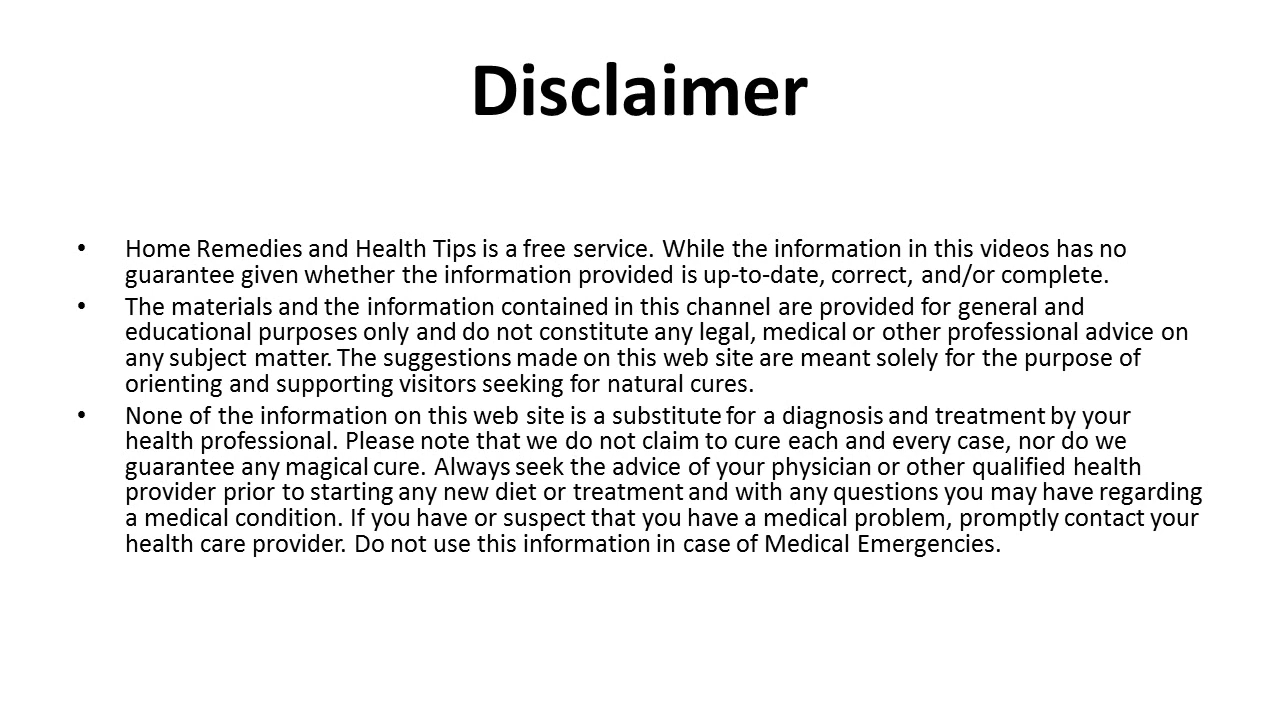 Disclaimer
• Home Remedies and Health Tips is a free service. While the information in this videos has no
guarantee given whether the information provided is up-to-date, correct, and/or complete.
• The materials and the information contained in this channel are provided for general and
educational purposes only and do not constitute any legal, medical or other professional advice on
any subject matter. The suggestions made on this web site are meant solely for the purpose of
orienting and supporting visitors seeking for natural cures.
• None of the information on this web site is a substitute for a diagnosis and treatment by your
health professional. Please note that we do not claim to cure each and every case, nor do we
guarantee any magical cure. Always seek the advice of your physician or other qualified health
provider prior to starting any new diet or treatment and with any questions you may have regarding
a medical condition. If you have or suspect that you have a medical problem, promptly contact your
health care provider. Do not use this information in case of Medical Emergencies.